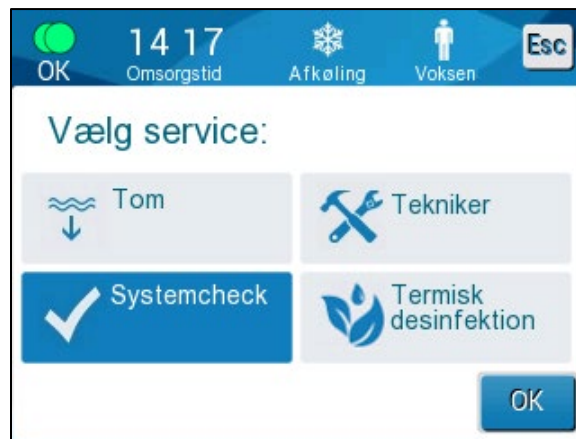 OK
14 17
Omsorgstid
Afkøling
Voksen
Esc
Vælg service:
Tom
Tekniker
Systemcheck
Termisk
desinfektion
OK